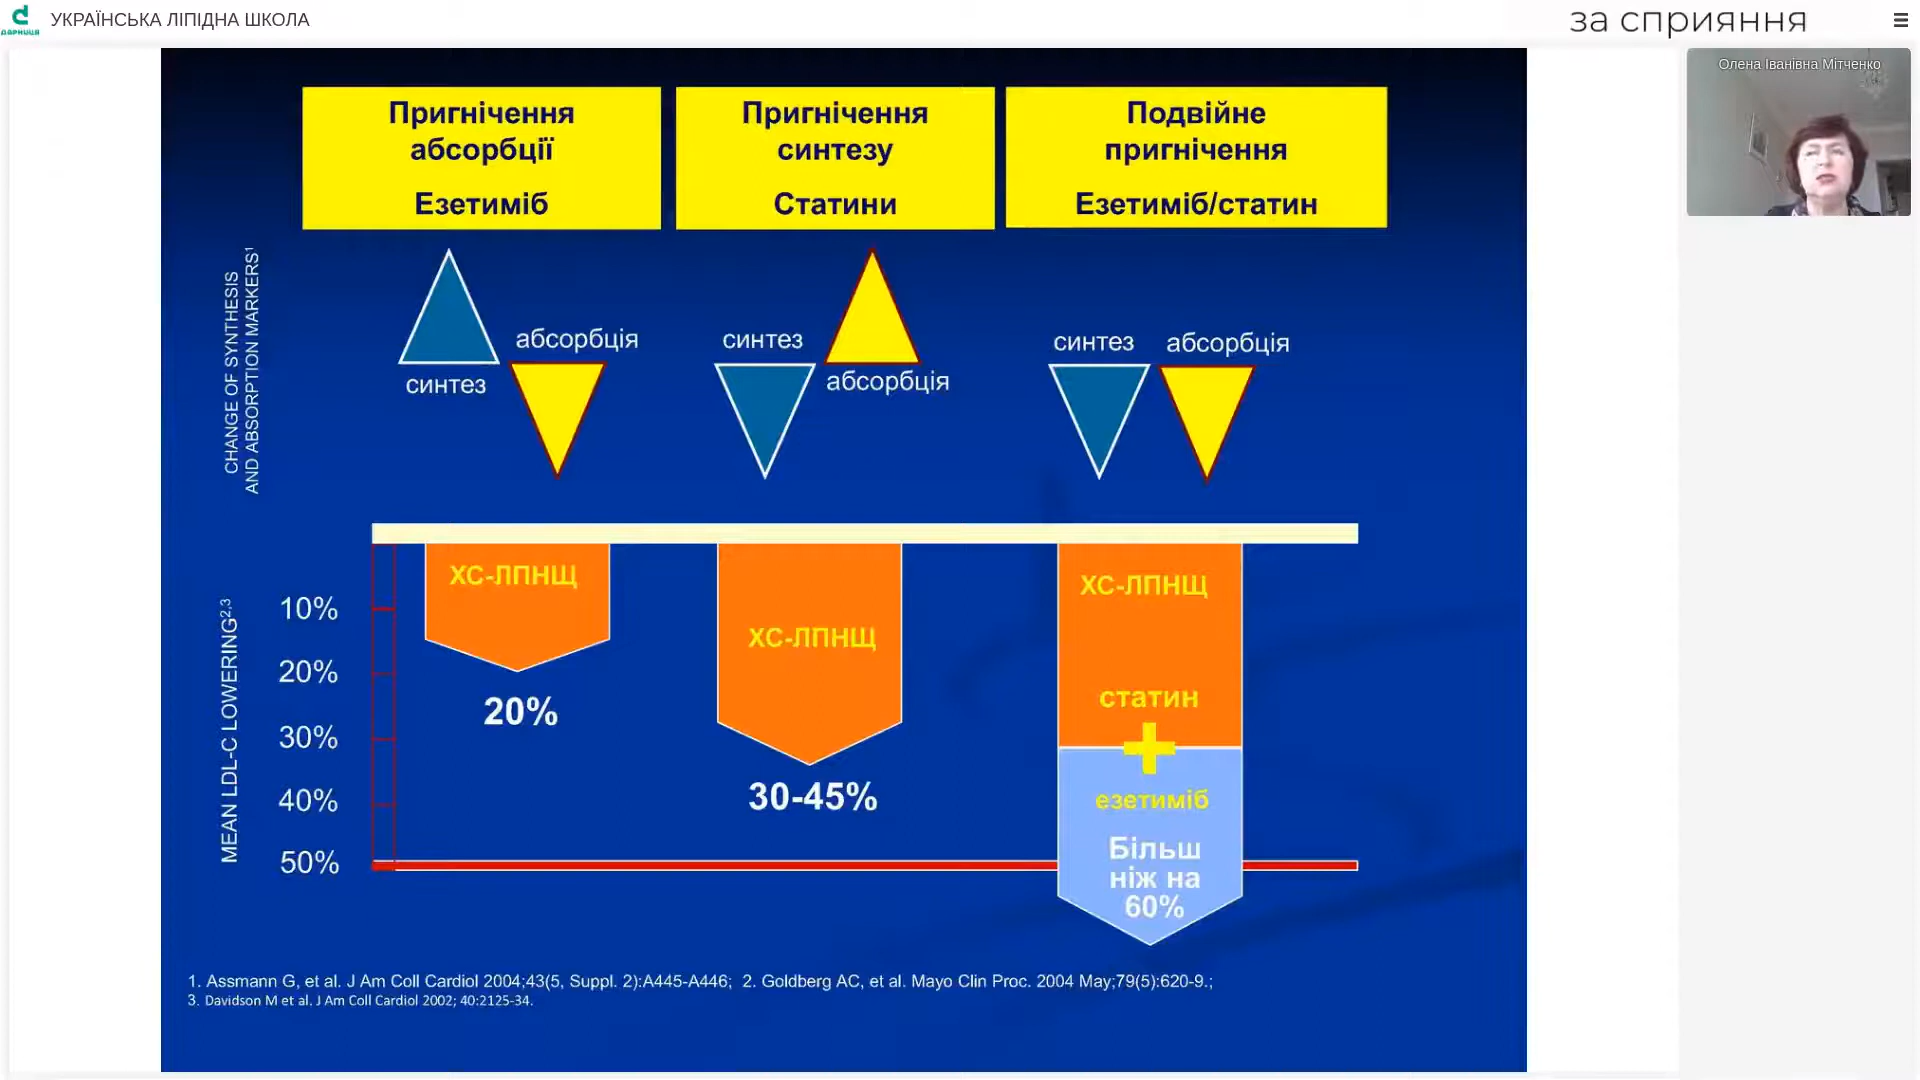 УКРАЇНСЬКА ЛІПІДНА ШКОЛА
за сприяння
дарниця
Олена Іванівна Мітченко
Пригнічення
абсорбції
Езетиміб
Пригнічення
синтезу
Статини
Подвійне
пригнічення
Езетиміб/статин
CHANGE OF SYNTHESIS
AND ABSORPTION MARKERS¹
синтез
абсорбція
синтез
абсорбція
синтез
абсорбція
MEAN LDL-C LOWERING²,³
10%
20%
30%
40%
50%
ХС-ЛПНЩ
20%
ХС-ЛПНЩ
30-45%
ХС-ЛПНЩ
статин
+
езетиміб
Більш
ніж на
60%
1. Assmann G, et al. J Am Coll Cardiol 2004;43(5, Suppl. 2):A445-A446; 2. Goldberg AC, et al. Mayo Clin Proc. 2004 May;79(5):620-9.;
3. Davidson M et al. J Am Coll Cardiol 2002; 40:2125-34.